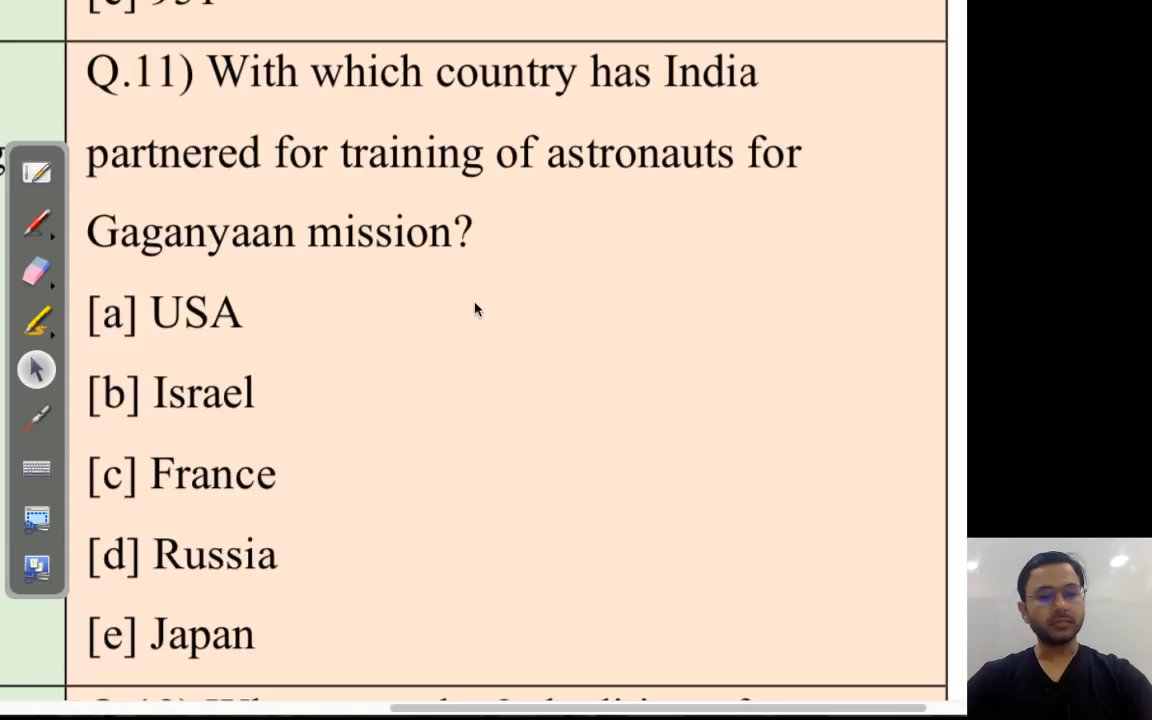 Q.11) With which country has India
partnered for training of astronauts for
Gaganyaan mission?
[a] USA
[b] Israel
[c] France
[d] Russia
[e] Japan